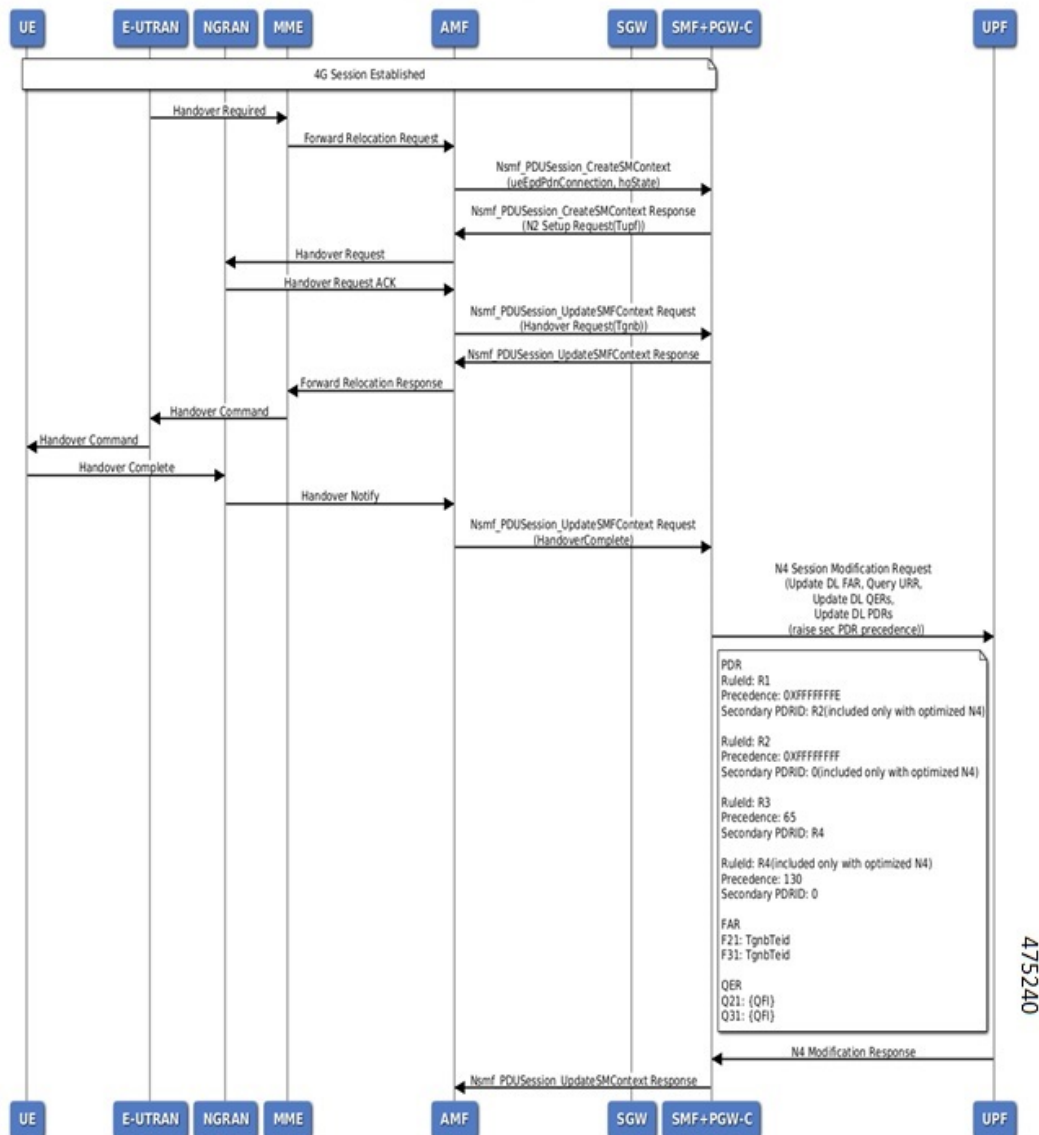 UE
E-UTRAN
NGRAN
MME
AMF
SGW
SMF+PGW-C
UPF
4G Session Established
Handover Required
Forward Relocation Request
Nsmf_PDUSession_CreateSMContext
(ueEpdPdnConnection, hoState)
Nsmf_PDUSession_CreateSMContext Response
(N2 Setup Request(Tupf))
Handover Request
Handover Request ACK
Nsmf_PDUSession_UpdateSMFContext Request
(Handover Request(Tgnb))
Nsmf_PDUSession_UpdateSMFContext Response
Forward Relocation Response
Handover Command
Handover Command
Handover Complete
Handover Notify
Nsmf_PDUSession_UpdateSMFContext Request
(HandoverComplete)
N4 Session Modification Request
(Update DL FAR, Query URR,
Update DL QERs,
Update DL PDRs
(raise sec PDR precedence))
PDR
RuleId: R1
Precedence: 0XFFFFFFFE
Secondary PDRID: R2(included only with optimized N4)
RuleId: R2
Precedence: 0XFFFFFFFF
Secondary PDRID: 0(included only with optimized N4)
RuleId: R3
Precedence: 65
Secondary PDRID: R4
RuleId: R4(included only with optimized N4)
Precedence: 130
Secondary PDRID: 0
FAR
F21: TgnbTeid
F31: TgnbTeid
QER
Q21: {QFI}
Q31: {QFI}
475240
N4 Modification Response
Nsmf_PDUSession_UpdateSMContext Response
UE
E-UTRAN
NGRAN
MME
AMF
SGW
SMF+PGW-C
UPF